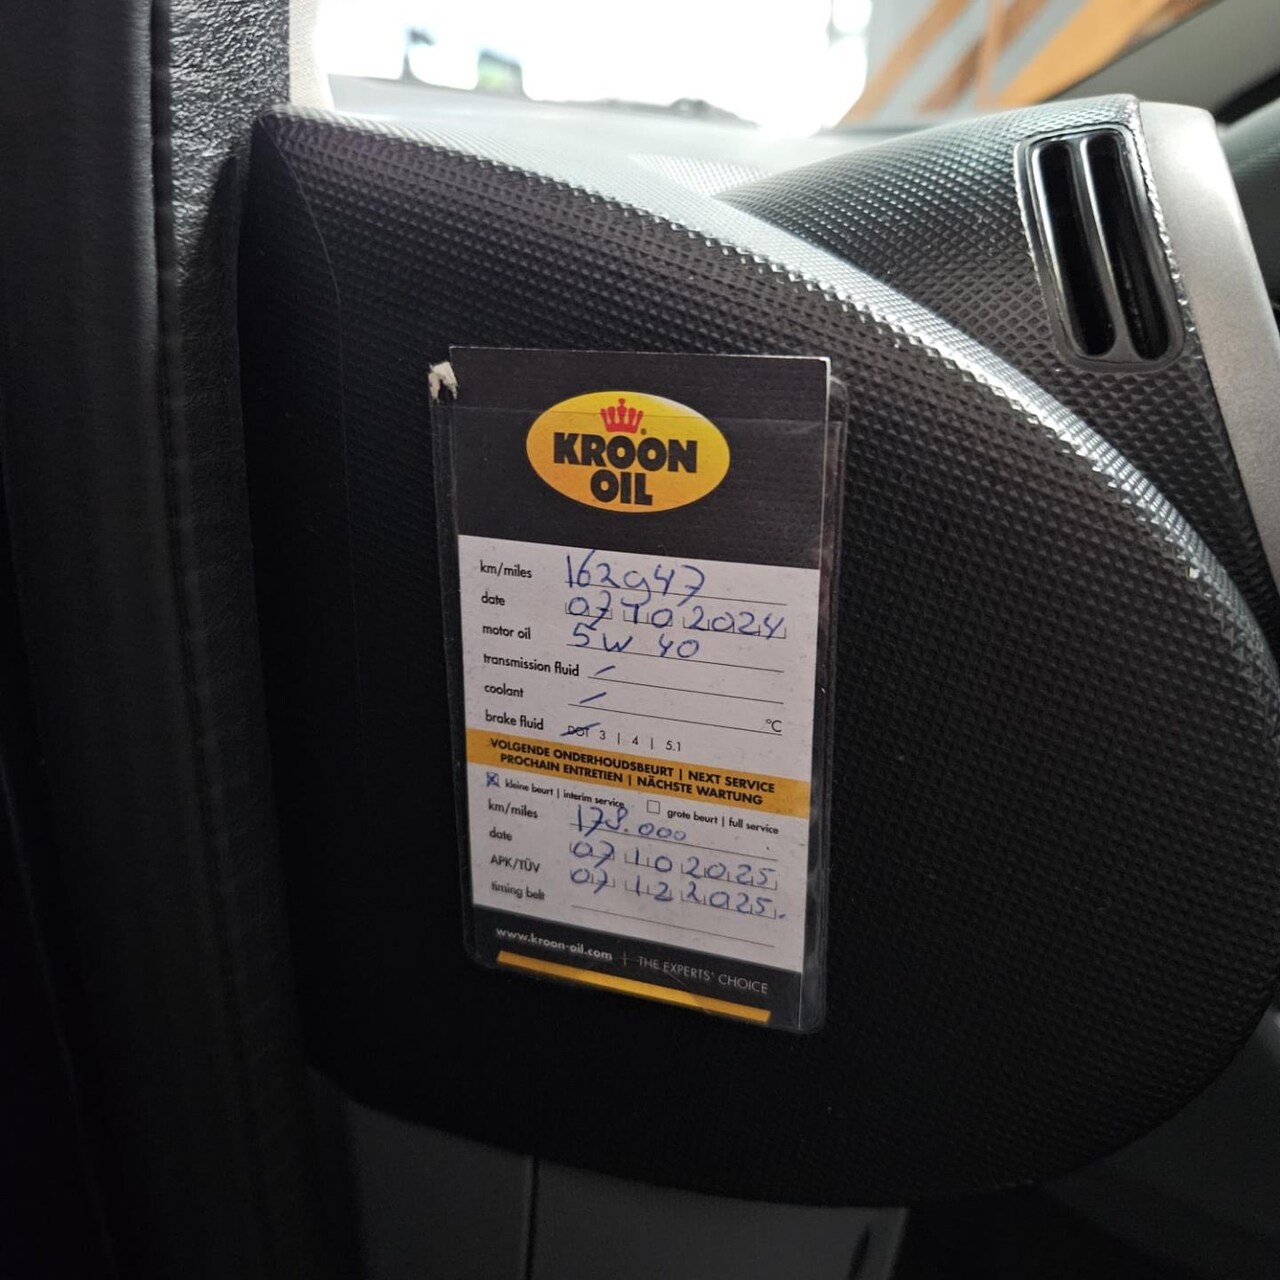 KROON
OIL
km/miles 162947
date 07 10 2024
motor oil 5W 40
transmission fluid /
coolant / °C
brake fluid DOT 3 | 4 | 5.1
VOLGENDE ONDERHOUDSBEURT | NEXT SERVICE
PROCHAIN ENTRETIEN | NÄCHSTE WARTUNG
kleine beurt | interim service grote beurt | full service
km/miles 178.000
date 07 10 2025
APK/TÜV 07 12 2025.
timing belt
www.kroon-oil.com | THE EXPERTS' CHOICE